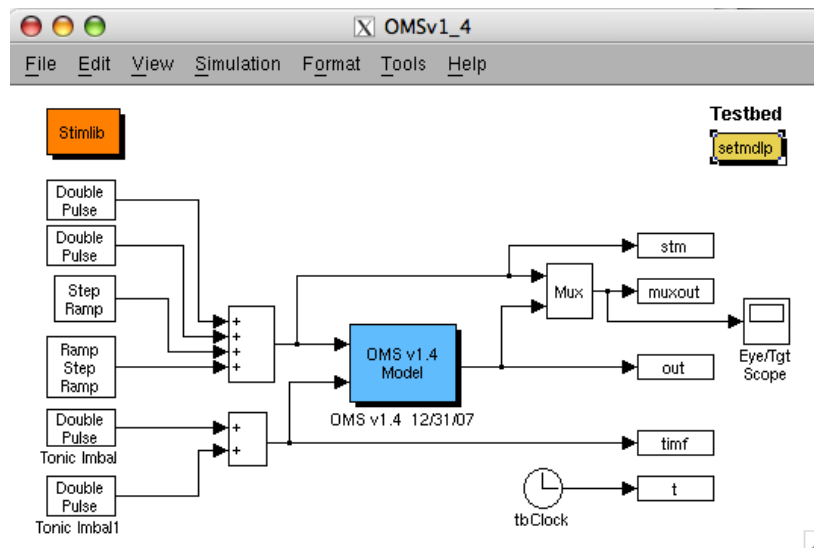 OMSv1_4
File Edit View Simulation Format Tools Help
Stimlib
Testbed
setmdlp
Double
Pulse
Double
Pulse
Step
Ramp
Ramp
Step
Ramp
Double
Pulse
Tonic Imbal
Double
Pulse
Tonic Imbal1
+
+
+
+
+
+
OMS v1.4
Model
OMS v1.4 12/31/07
Mux
stm
muxout
Eye/Tgt
Scope
out
timf
t
tbClock